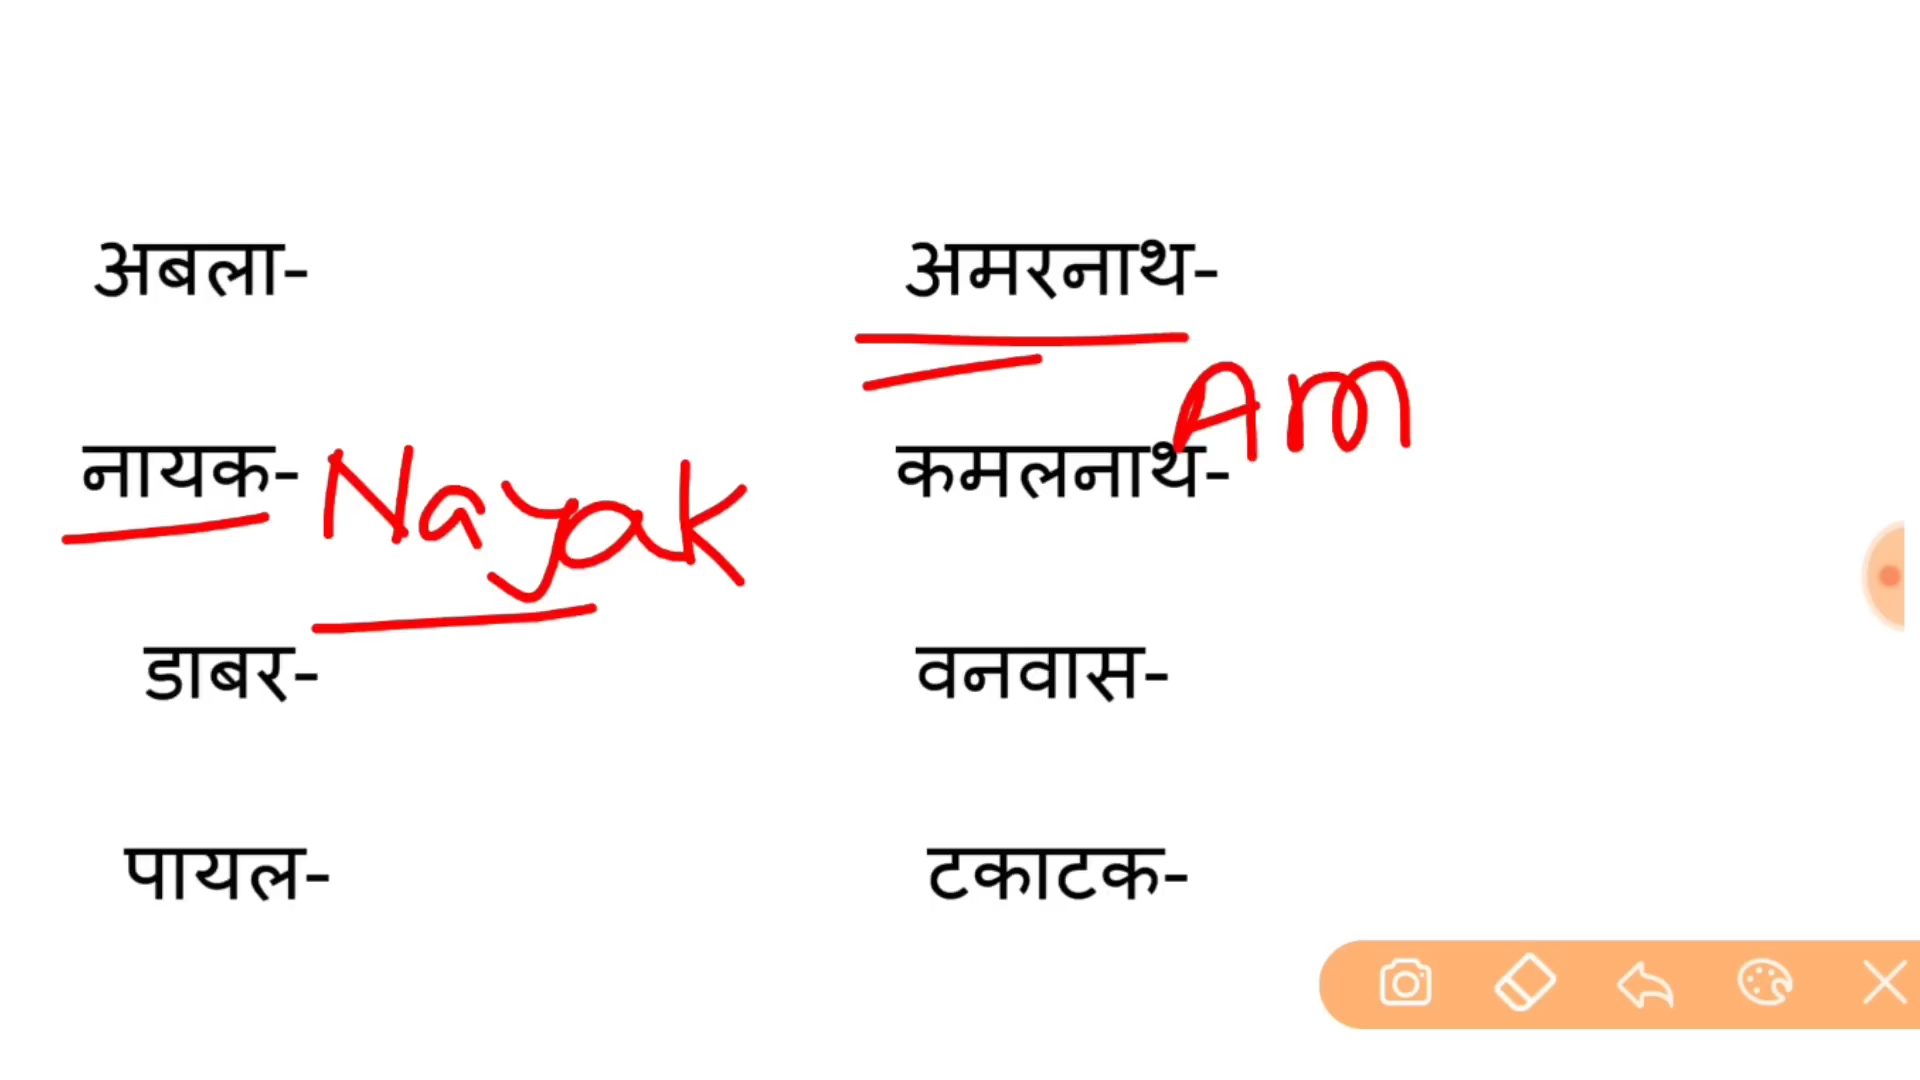 अबला- अमरनाथ-
Am
नायक- Nayak कमलनाथ-
डाबर- वनवास-
पायल- टकाटक-